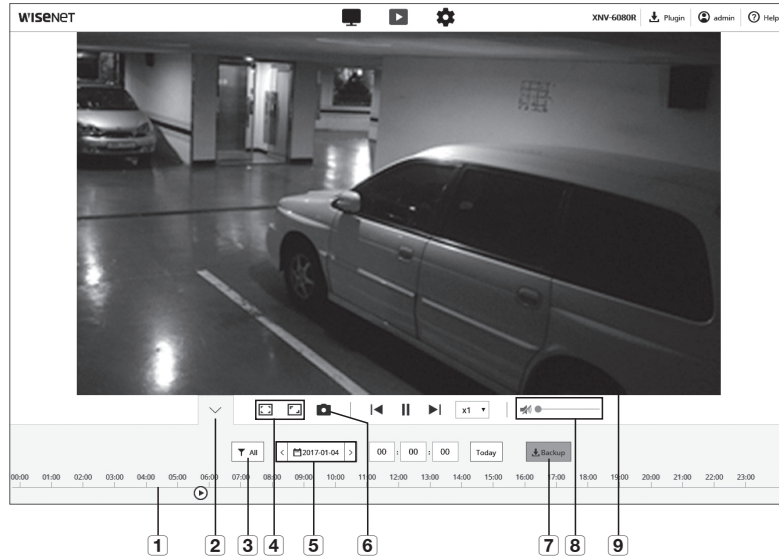 WISENET XNV-6080R Plugin admin ? Help
x1
All < 2017-01-04 > 00 : 00 : 00 Today Backup
00:00 01:00 02:00 03:00 04:00 05:00 06:00 07:00 08:00 09:00 10:00 11:00 12:00 13:00 14:00 15:00 16:00 17:00 18:00 19:00 20:00 21:00 22:00 23:00
1 2 3 4 5 6 7 8 9